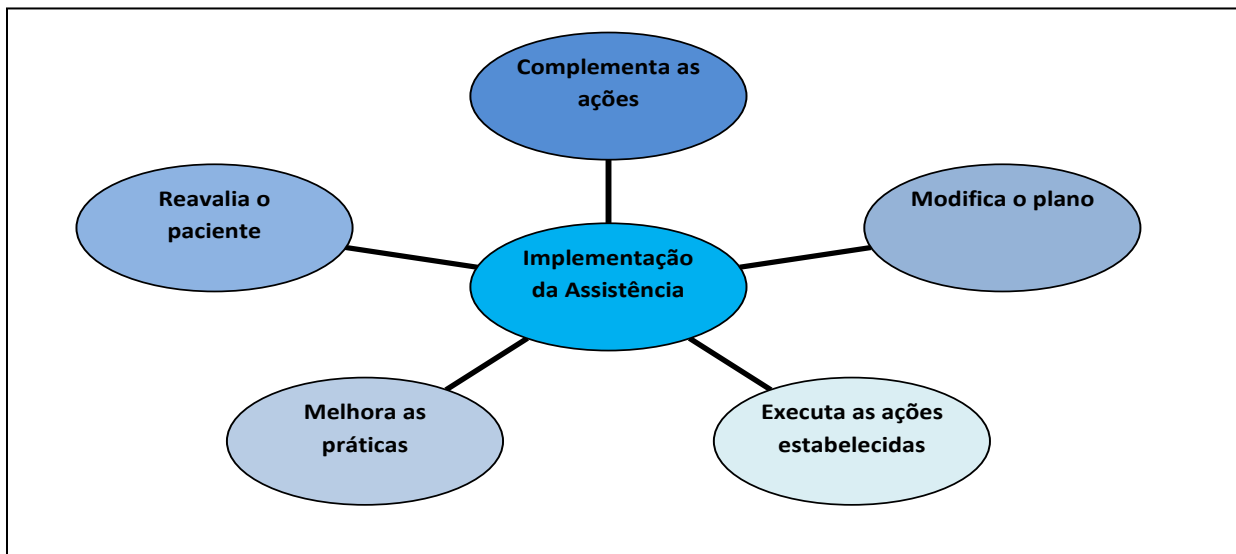 Complementa as
ações
Reavalia o
paciente
Modifica o plano
Implementação
da Assistência
Melhora as
práticas
Executa as ações
estabelecidas